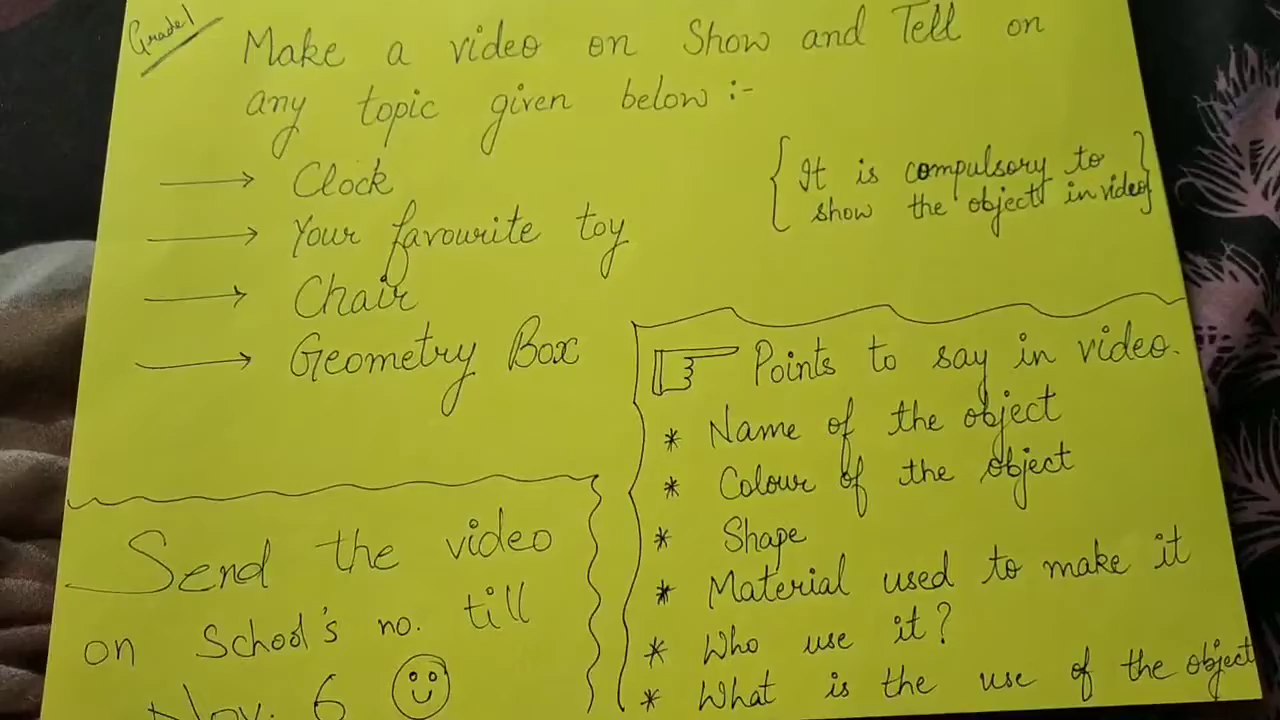 Grade 1
Make a video on Show and Tell on
any topic given below :-
→ Clock
→ Your favourite toy
→ Chair
→ Geometry Box
{ It is compulsory to
show the object in video }
Points to say in video.
* Name of the object
* Colour of the object
* Shape
* Material used to make it
* Who use it?
* What is the use of the object
Send the video
on School's no. till
Nov. 6